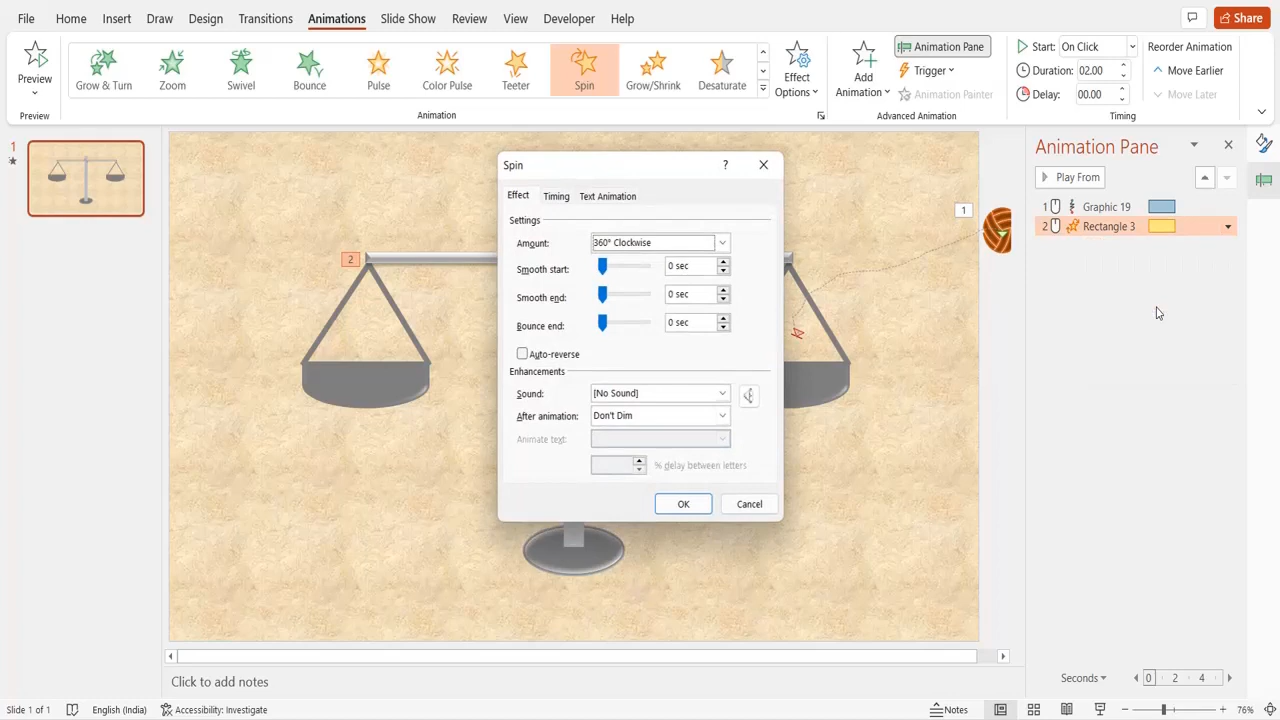 File Home Insert Draw Design Transitions Animations Slide Show Review View Developer Help Share
Preview
Grow & Turn Zoom Swivel Bounce Pulse Color Pulse Teeter Spin Grow/Shrink Desaturate
Effect Options
Add Animation
Animation Pane
Trigger
Animation Painter
Start: On Click
Duration: 02.00
Delay: 00.00
Reorder Animation
Move Earlier
Move Later
Preview Animation Advanced Animation Timing
1
Spin ?
Effect Timing Text Animation
Settings
Amount: 360° Clockwise
Smooth start: 0 sec
Smooth end: 0 sec
Bounce end: 0 sec
Auto-reverse
Enhancements
Sound: [No Sound]
After animation: Don't Dim
Animate text:
% delay between letters
OK Cancel
2
1
Animation Pane
Play From
1 Graphic 19
2 Rectangle 3
Seconds 0 2 4
Click to add notes
Slide 1 of 1 English (India) Accessibility: Investigate Notes 76%